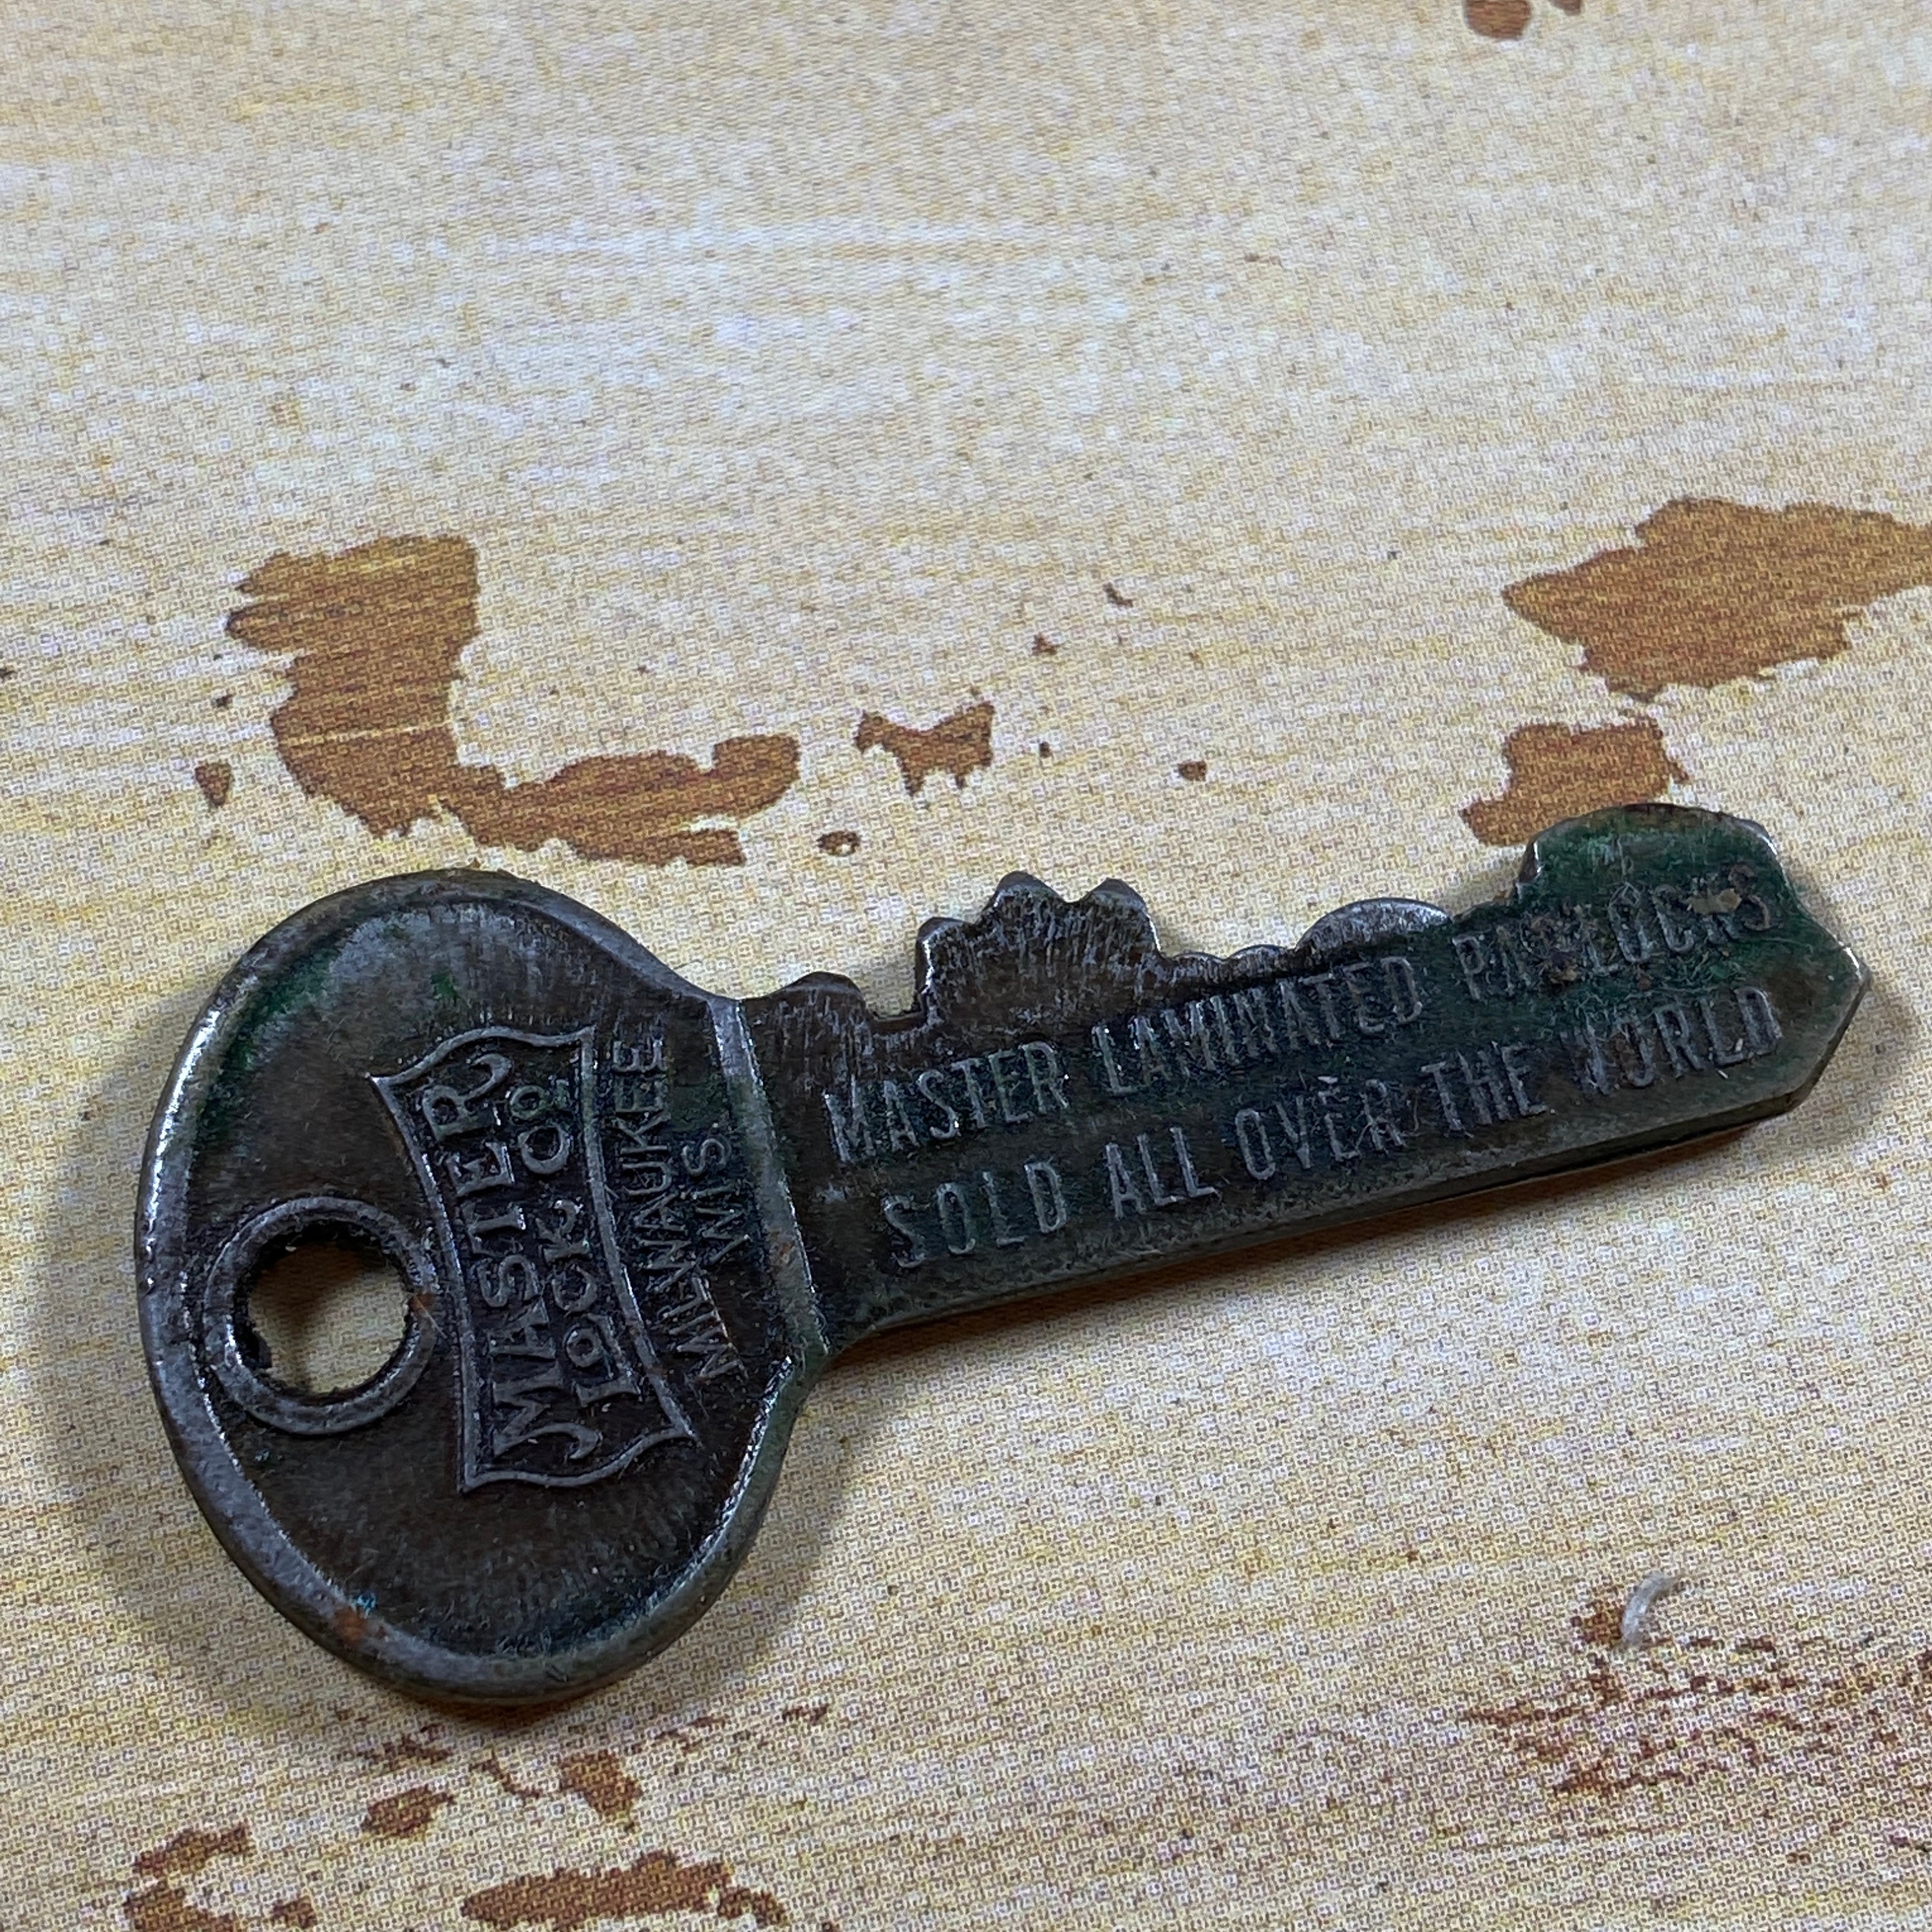 MASTER
LOCK CO
MILWAUKEE
WIS
MASTER LAMINATED PADLOCKS
SOLD ALL OVER THE WORLD